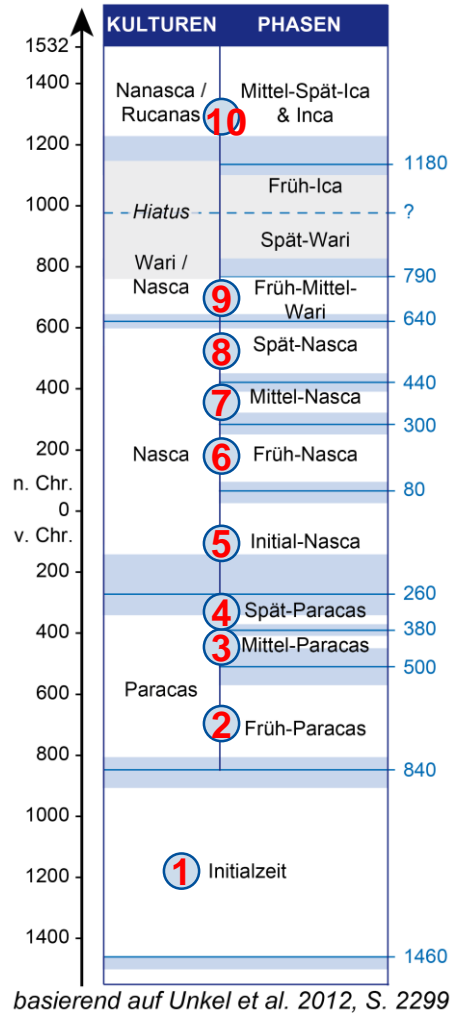 KULTUREN PHASEN
1532
1400
Nanasca / Mittel-Spät-Ica
Rucanas & Inca
10
1200
1180
Früh-Ica
1000
Hiatus ?
Spät-Wari
800
Wari / 790
Nasca
9 Früh-Mittel-
Wari
640
600
8 Spät-Nasca
440
400
7 Mittel-Nasca
300
200
Nasca 6 Früh-Nasca
n. Chr.
80
0
v. Chr.
5 Initial-Nasca
200
260
4 Spät-Paracas
400
380
3 Mittel-Paracas
500
600
Paracas
2 Früh-Paracas
800
840
1000
1 Initialzeit
1200
1400
1460
basierend auf Unkel et al. 2012, S. 2299